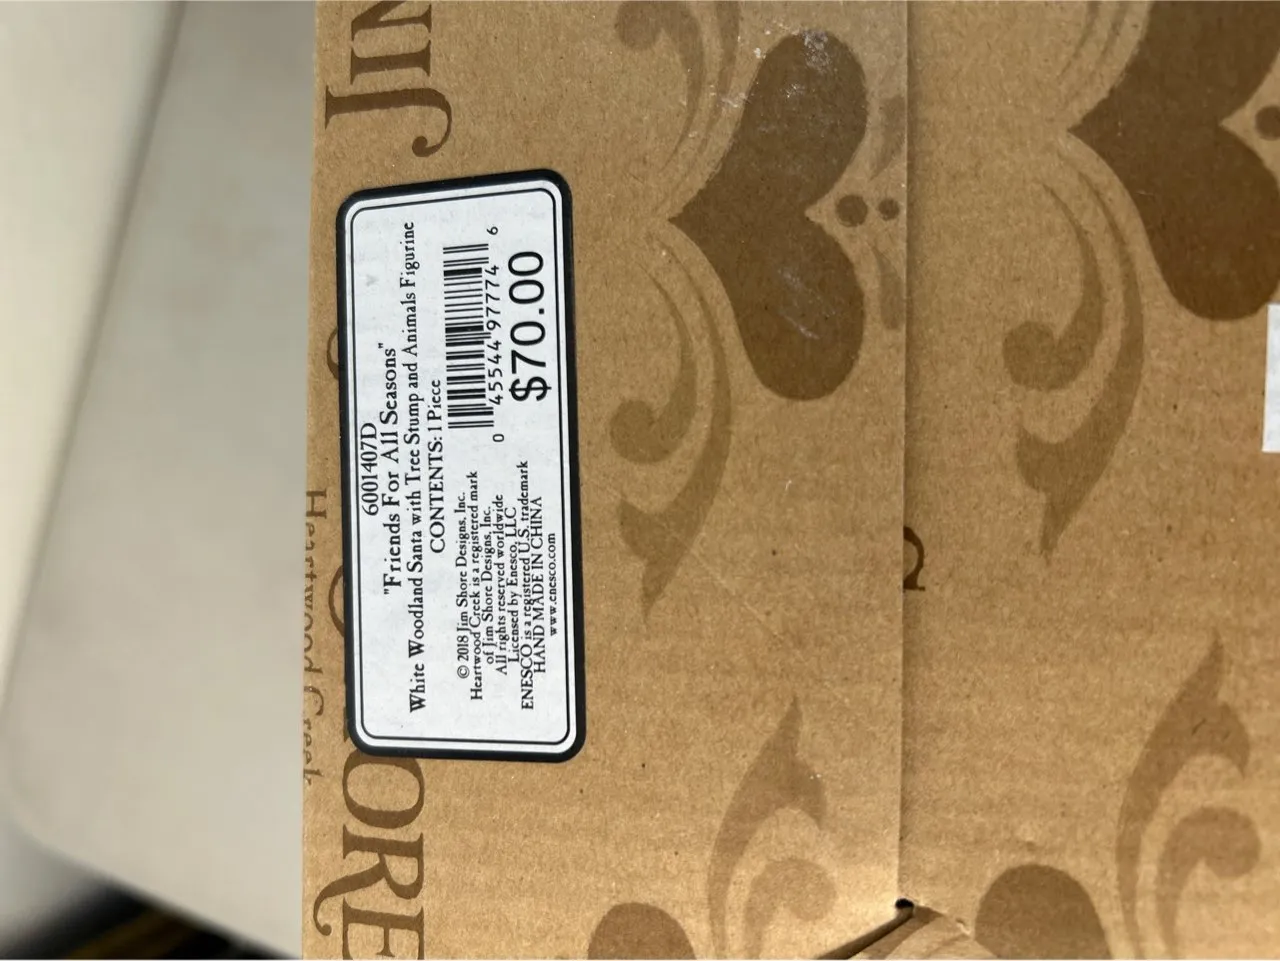 6001407D
"Friends For All Seasons"
White Woodland Santa with Tree Stump and Animals Figurine
CONTENTS: 1 Piece
© 2018 Jim Shore Designs, Inc.
Heartwood Creek is a registered mark
of Jim Shore Designs, Inc.
All rights reserved worldwide
Licensed by Enesco, LLC
ENESCO is a registered U.S. trademark
HAND MADE IN CHINA
www.enesco.com
0 45544 97774 6
$70.00
JIM
ORE
Heartwood Creek